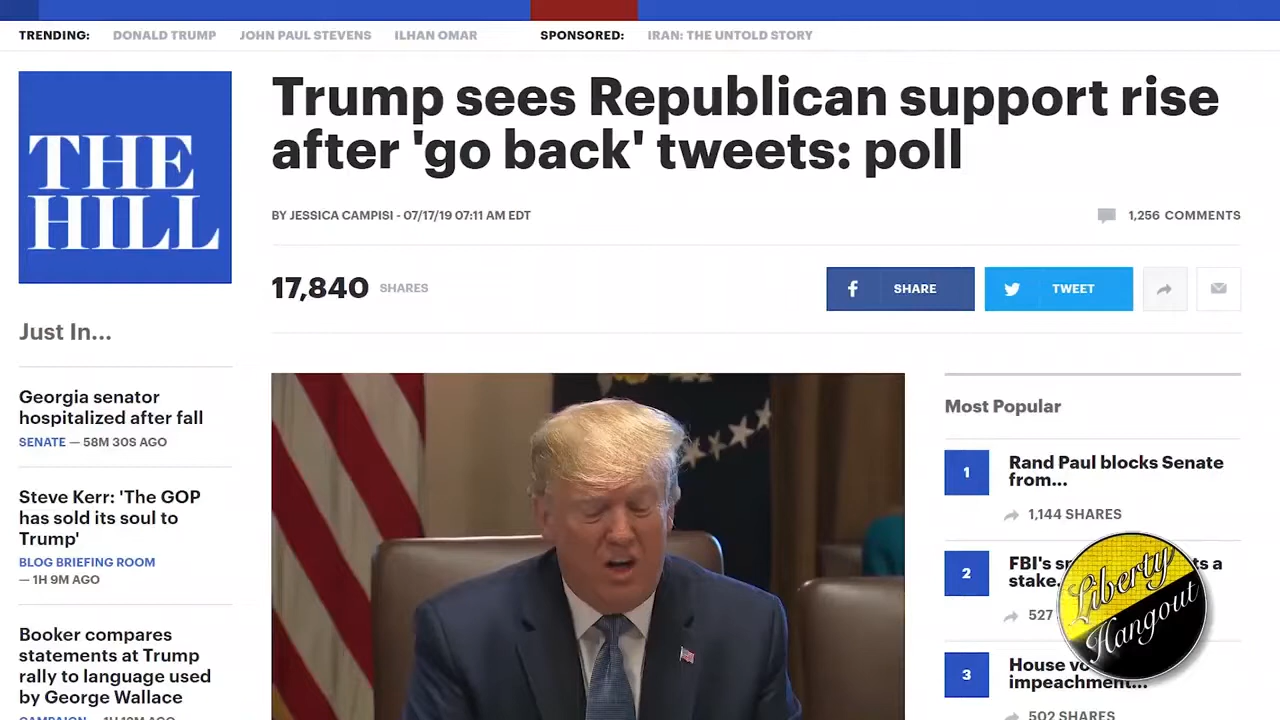 TRENDING: DONALD TRUMP JOHN PAUL STEVENS ILHAN OMAR SPONSORED: IRAN: THE UNTOLD STORY
THE
HILL
Trump sees Republican support rise
after 'go back' tweets: poll
BY JESSICA CAMPISI - 07/17/19 07:11 AM EDT
1,256 COMMENTS
17,840 SHARES
SHARE
TWEET
Just In...
Georgia senator
hospitalized after fall
SENATE — 58M 30S AGO
Steve Kerr: 'The GOP
has sold its soul to
Trump'
BLOG BRIEFING ROOM
— 1H 9M AGO
Booker compares
statements at Trump
rally to language used
by George Wallace
Most Popular
1
Rand Paul blocks Senate
from...
1,144 SHARES
2
FBI's a
stake.
527
3
House
impeachment...
502 SHARES
Liberty
Hangout